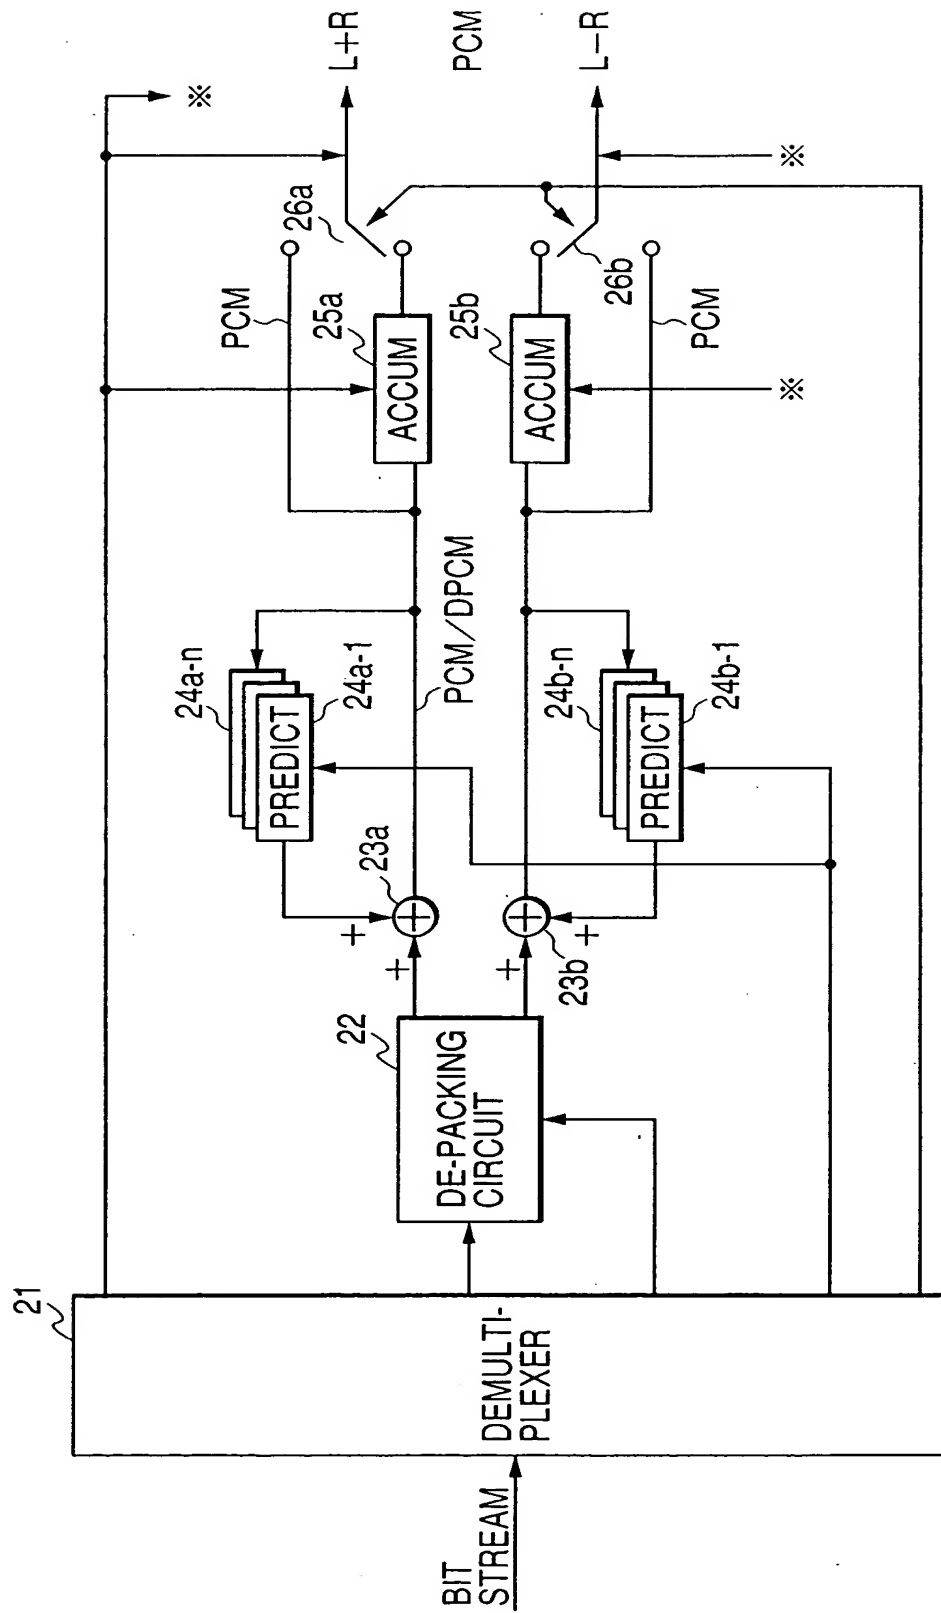 BIT
STREAM
21
DEMULTI-
PLEXER
22
DE-PACKING
CIRCUIT
+
+
23a
+
+
23b
24a-n
PREDICT
24a-1
24b-n
PREDICT
24b-1
PCM/DPCM
PCM
25a
ACCUM
25b
ACCUM
PCM
26a
26b
※
※
※
L+R
PCM
L−R